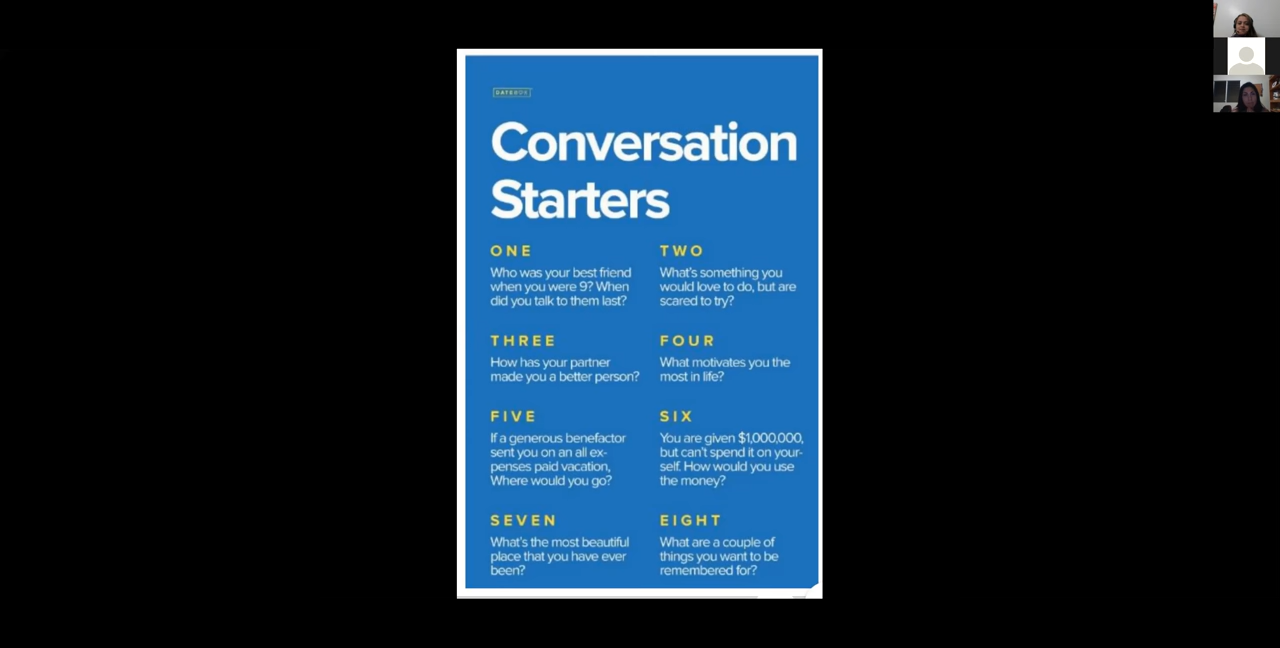 DATEBOX
Conversation
Starters
ONE
Who was your best friend
when you were 9? When
did you talk to them last?
TWO
What's something you
would love to do, but are
scared to try?
THREE
How has your partner
made you a better person?
FOUR
What motivates you the
most in life?
FIVE
If a generous benefactor
sent you on an all ex-
penses paid vacation,
Where would you go?
SIX
You are given $1,000,000,
but can't spend it on your-
self. How would you use
the money?
SEVEN
What's the most beautiful
place that you have ever
been?
EIGHT
What are a couple of
things you want to be
remembered for?